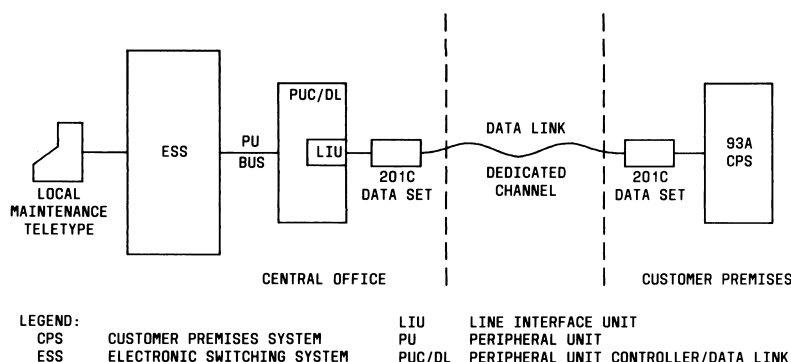 PUC/DL
ESS
PU
BUS
LIU
DATA LINK
DEDICATED
CHANNEL
93A
CPS
201C
DATA SET
201C
DATA SET
LOCAL
MAINTENANCE
TELETYPE
CENTRAL OFFICE
CUSTOMER PREMISES
LEGEND:
CPS CUSTOMER PREMISES SYSTEM
ESS ELECTRONIC SWITCHING SYSTEM
LIU LINE INTERFACE UNIT
PU PERIPHERAL UNIT
PUC/DL PERIPHERAL UNIT CONTROLLER/DATA LINK